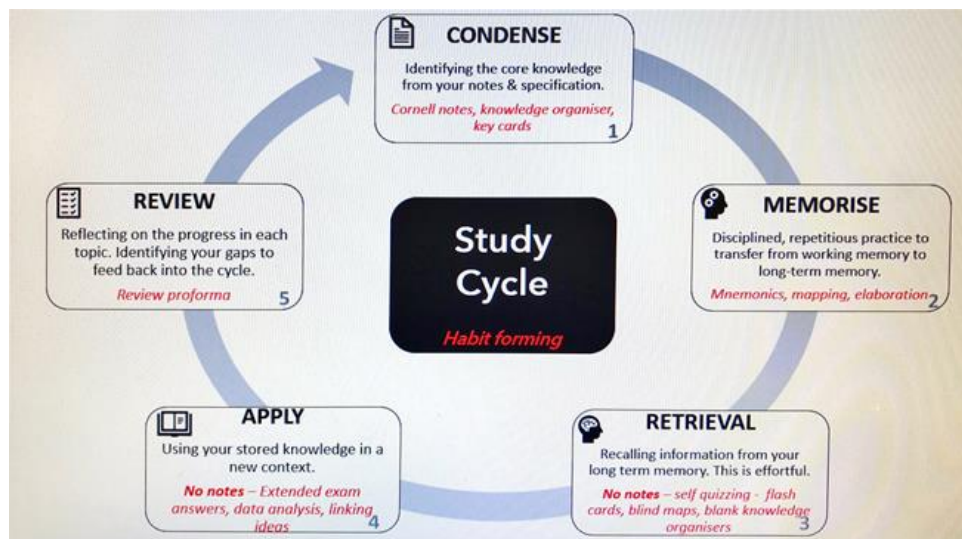 CONDENSE
Identifying the core knowledge
from your notes & specification.
Cornell notes, knowledge organiser,
key cards
1
MEMORISE
Disciplined, repetitious practice to
transfer from working memory to
long-term memory.
Mnemonics, mapping, elaboration
2
RETRIEVAL
Recalling information from your
long term memory. This is effortful.
No notes – self quizzing - flash
cards, blind maps, blank knowledge
organisers
3
APPLY
Using your stored knowledge in a
new context.
No notes – Extended exam
answers, data analysis, linking
ideas
4
REVIEW
Reflecting on the progress in each
topic. Identifying your gaps to
feed back into the cycle.
Review proforma
5
Study
Cycle
Habit forming